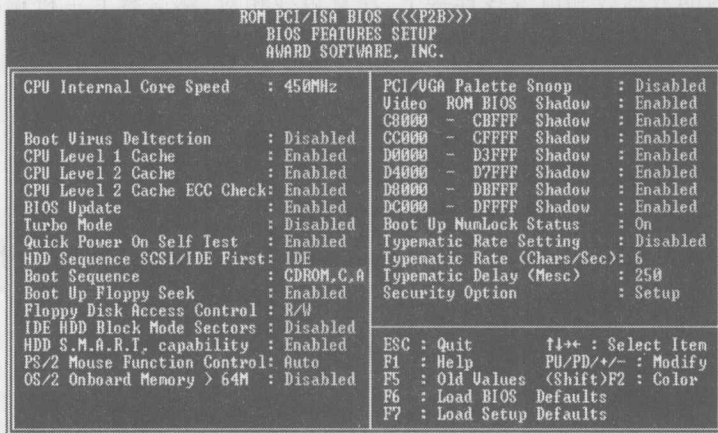 ROM PCI/ISA BIOS (<<P2B>>)
BIOS FEATURES SETUP
AWARD SOFTWARE, INC.
CPU Internal Core Speed : 450MHz
Boot Virus Deltection : Disabled
CPU Level 1 Cache : Enabled
CPU Level 2 Cache : Enabled
CPU Level 2 Cache ECC Check: Enabled
BIOS Update : Enabled
Turbo Mode : Disabled
Quick Power On Self Test : Enabled
HDD Sequence SCSI/IDE First: IDE
Boot Sequence : CDROM,C,A
Boot Up Floppy Seek : Enabled
Floppy Disk Access Control : R/W
IDE HDD Block Mode Sectors : Disabled
HDD S.M.A.R.T. capability : Enabled
PS/2 Mouse Function Control: Auto
OS/2 Onboard Memory > 64M : Disabled
PCI/VGA Palette Snoop : Disabled
Video ROM BIOS Shadow : Enabled
C8000 - CBFFF Shadow : Enabled
CC000 - CFFFF Shadow : Enabled
D0000 - D3FFF Shadow : Enabled
D4000 - D7FFF Shadow : Enabled
D8000 - DBFFF Shadow : Enabled
DC000 - DFFFF Shadow : Enabled
Boot Up NumLock Status : On
Typematic Rate Setting : Disabled
Typematic Rate (Chars/Sec): 6
Typematic Delay (Mesc) : 250
Security Option : Setup
ESC : Quit ↑↓→← : Select Item
F1 : Help PU/PD/+/- : Modify
F5 : Old Values (Shift)F2 : Color
F6 : Load BIOS Defaults
F7 : Load Setup Defaults